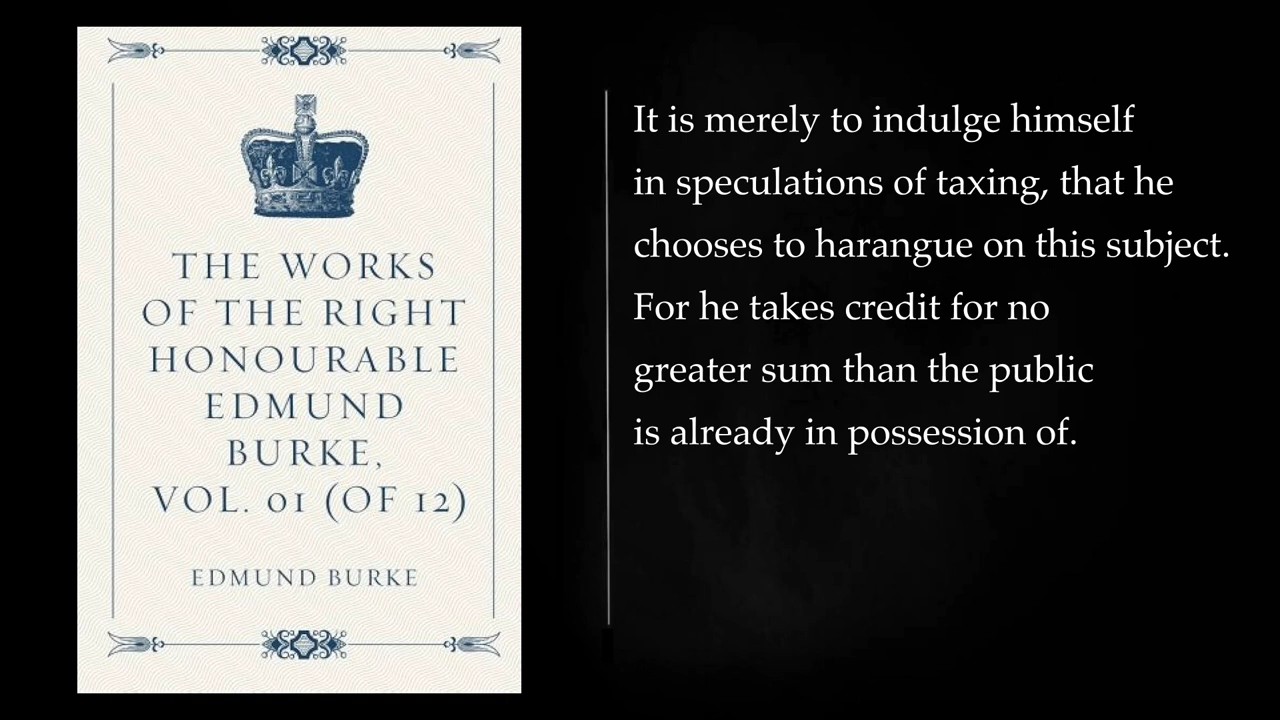 THE WORKS
OF THE RIGHT
HONOURABLE
EDMUND
BURKE,
VOL. 01 (OF 12)
EDMUND BURKE
It is merely to indulge himself
in speculations of taxing, that he
chooses to harangue on this subject.
For he takes credit for no
greater sum than the public
is already in possession of.